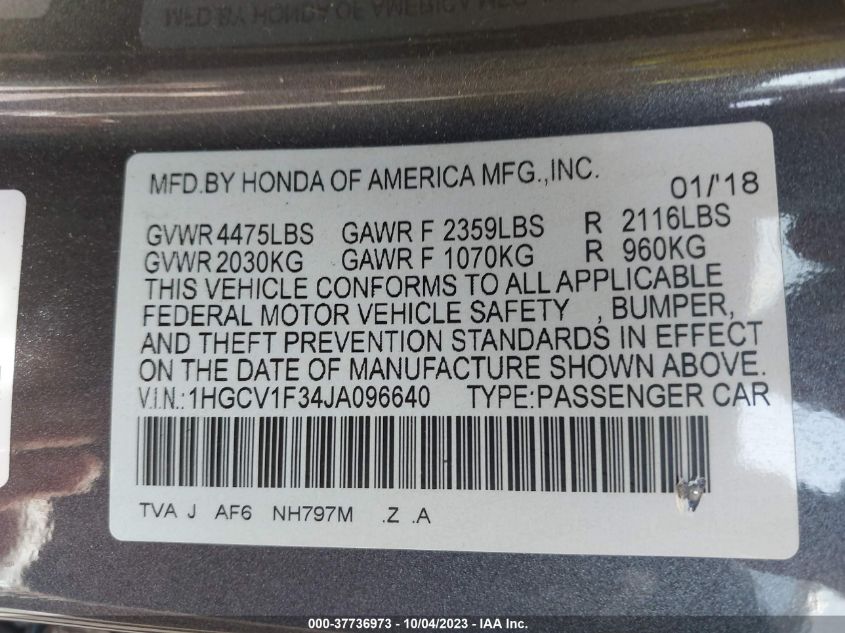 MFD.BY HONDA OF AMERICA MFG.,INC. 01/'18
GVWR 4475LBS GAWR F 2359LBS R 2116LBS
GVWR 2030KG GAWR F 1070KG R 960KG
THIS VEHICLE CONFORMS TO ALL APPLICABLE
FEDERAL MOTOR VEHICLE SAFETY , BUMPER,
AND THEFT PREVENTION STANDARDS IN EFFECT
ON THE DATE OF MANUFACTURE SHOWN ABOVE.
V.I.N.:1HGCV1F34JA096640 TYPE:PASSENGER CAR
TVA J AF6 NH797M .Z .A
000-37736973 - 10/04/2023 - IAA Inc.